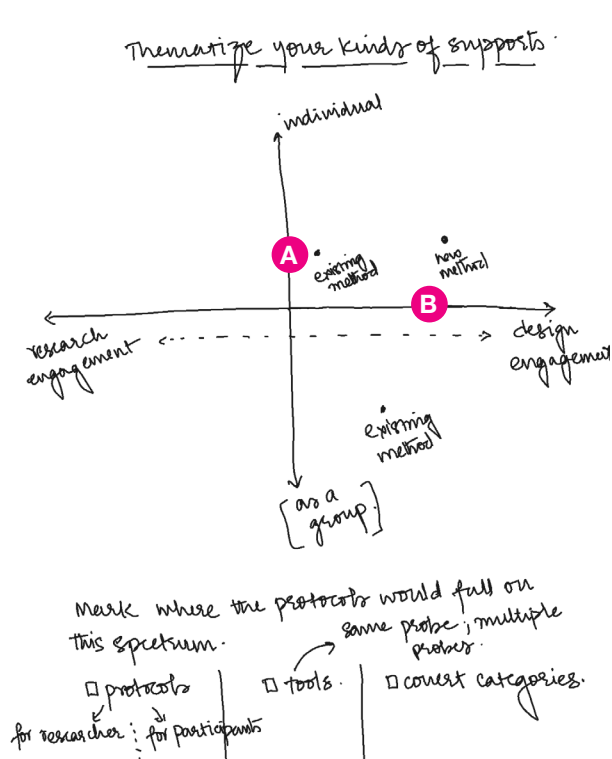 Thematize your kinds of supports.
individual
A
existing
method
new
method
B
research
engagement
design
engagement
existing
method
[as a
group]
Mark where the protocols would fall on
this spectrum.
same probe; multiple
probes.
protocols
tools.
covert categories.
for researcher
for participants